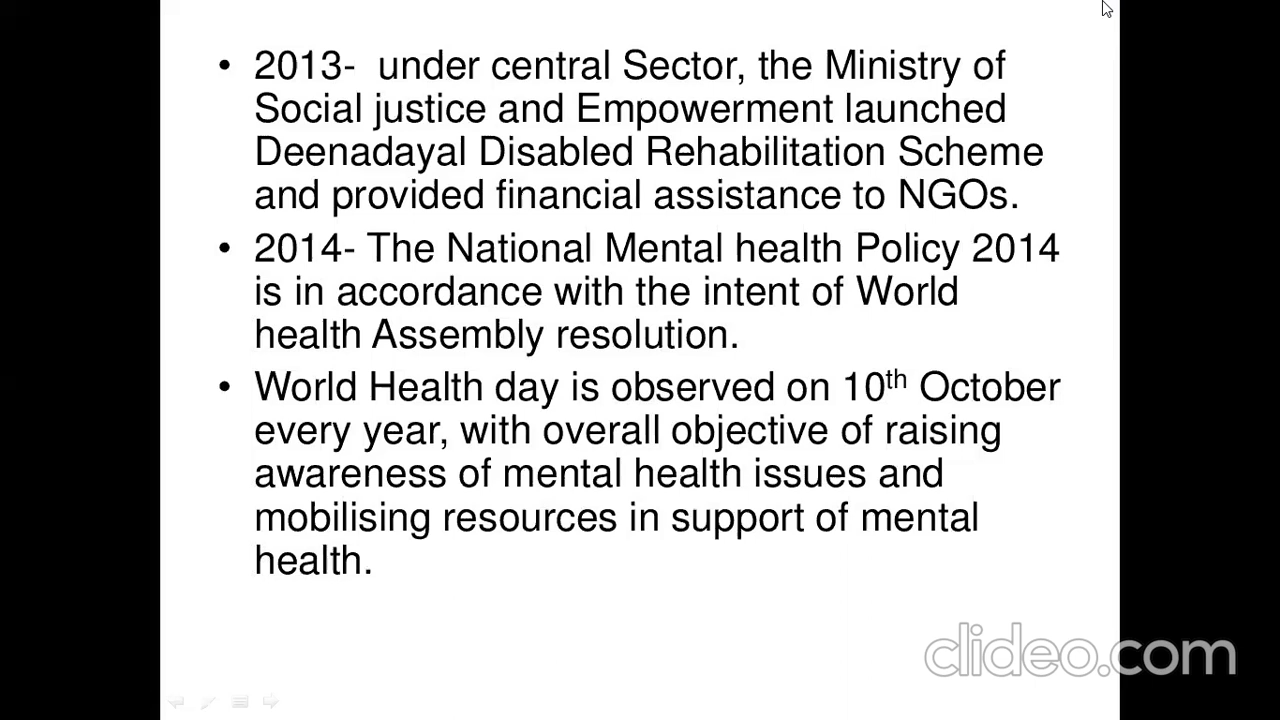 • 2013- under central Sector, the Ministry of
Social justice and Empowerment launched
Deenadayal Disabled Rehabilitation Scheme
and provided financial assistance to NGOs.
• 2014- The National Mental health Policy 2014
is in accordance with the intent of World
health Assembly resolution.
• World Health day is observed on 10th October
every year, with overall objective of raising
awareness of mental health issues and
mobilising resources in support of mental
health.
clideo.com